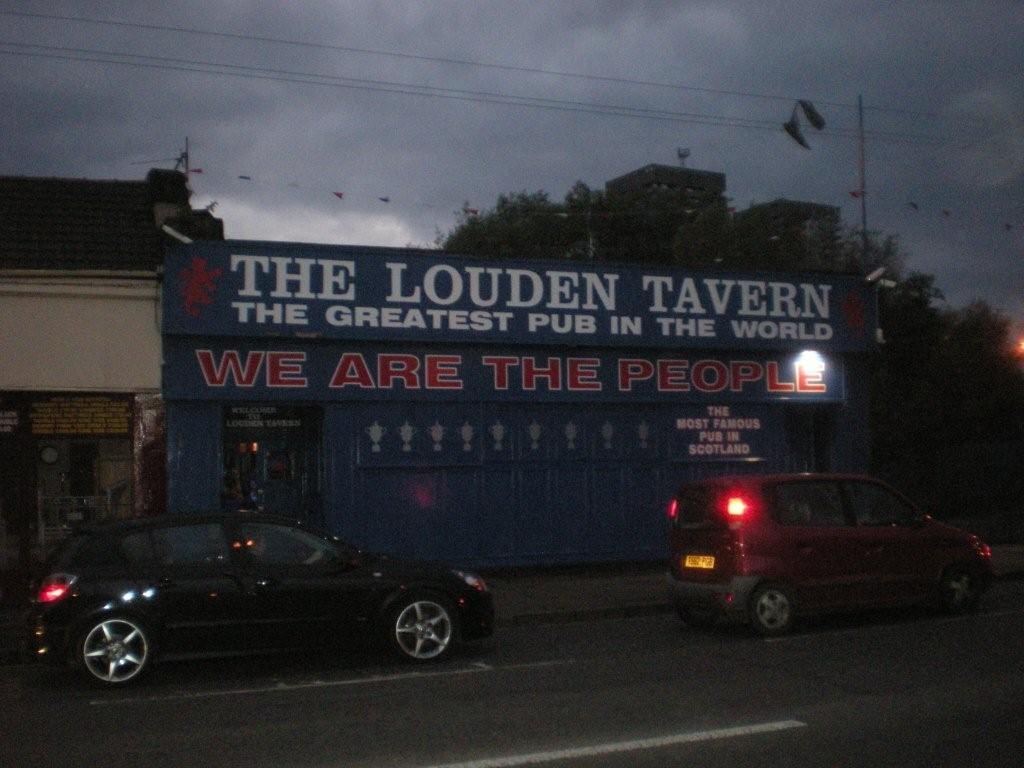 THE LOUDEN TAVERN
THE GREATEST PUB IN THE WORLD
WE ARE THE PEOPLE
WELCOME
TO
LOUDEN TAVERN
THE
MOST FAMOUS
PUB IN
SCOTLAND